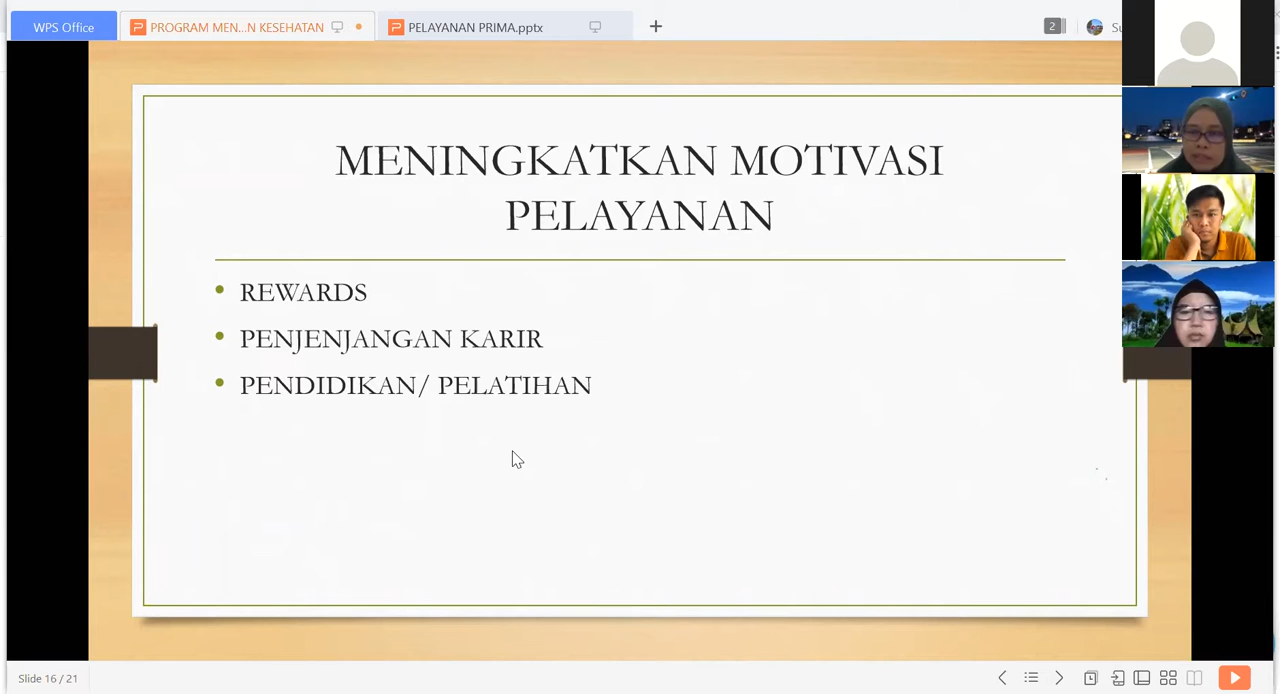 WPS Office
PROGRAM MEN...N KESEHATAN
PELAYANAN PRIMA.pptx
2
MENINGKATKAN MOTIVASI
PELAYANAN
REWARDS
PENJENJANGAN KARIR
PENDIDIKAN/ PELATIHAN
Slide 16 / 21